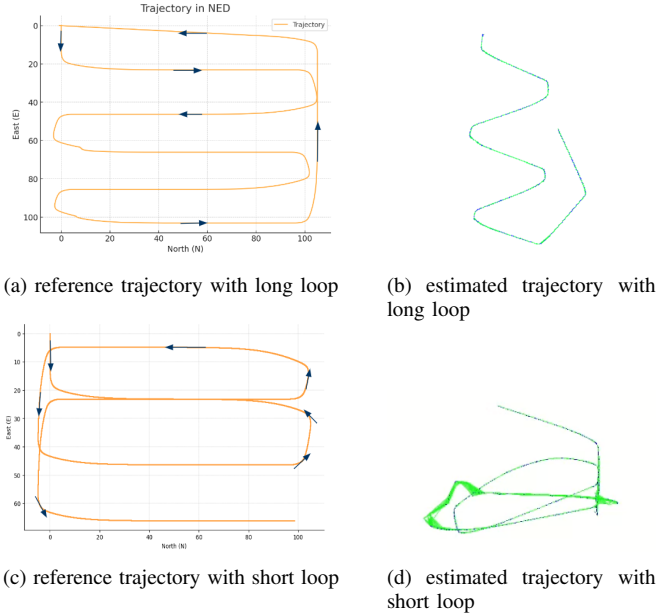 Trajectory in NED
Trajectory
0
20
40
60
80
100
East (E)
0 20 40 60 80 100
North (N)
(a) reference trajectory with long loop
(b) estimated trajectory with
long loop
0
10
20
30
40
50
60
East (E)
0 20 40 60 80 100
North (N)
(c) reference trajectory with short loop
(d) estimated trajectory with
short loop